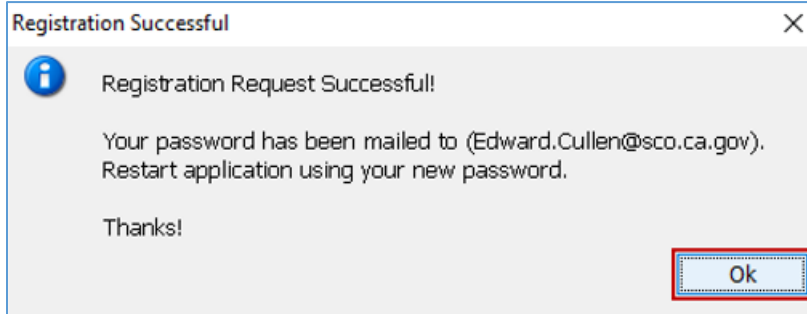 Registration Successful
Registration Request Successful!
Your password has been mailed to (Edward.Cullen@sco.ca.gov).
Restart application using your new password.
Thanks!
Ok